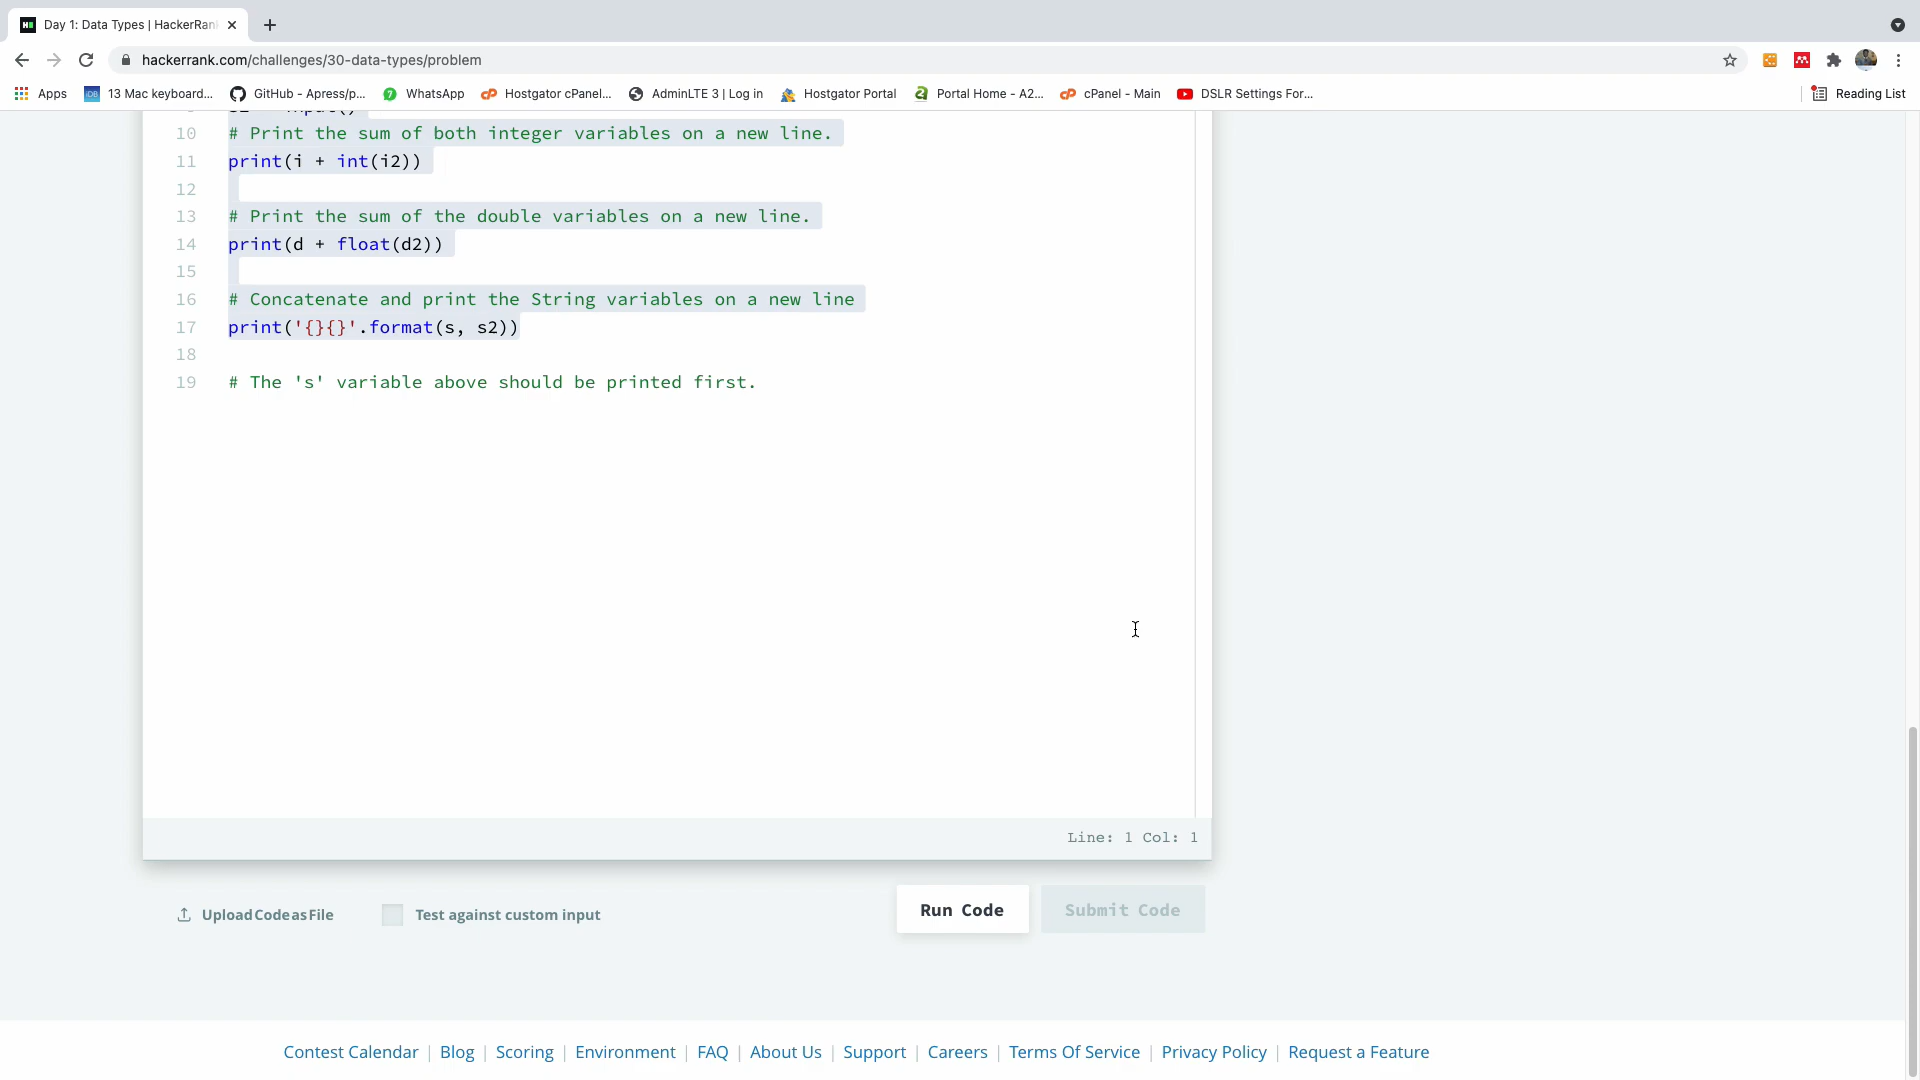 Day 1: Data Types | HackerRan
hackerrank.com/challenges/30-data-types/problem
Apps 13 Mac keyboard... GitHub - Apress/p... WhatsApp Hostgator cPanel... AdminLTE 3 | Log in Hostgator Portal Portal Home - A2... cPanel - Main DSLR Settings For... Reading List
10 # Print the sum of both integer variables on a new line.
11 print(i + int(i2))
12
13 # Print the sum of the double variables on a new line.
14 print(d + float(d2))
15
16 # Concatenate and print the String variables on a new line
17 print('{}{}'.format(s, s2))
18
19 # The 's' variable above should be printed first.
Line: 1 Col: 1
Upload Code as File Test against custom input Run Code Submit Code
Contest Calendar | Blog | Scoring | Environment | FAQ | About Us | Support | Careers | Terms Of Service | Privacy Policy | Request a Feature